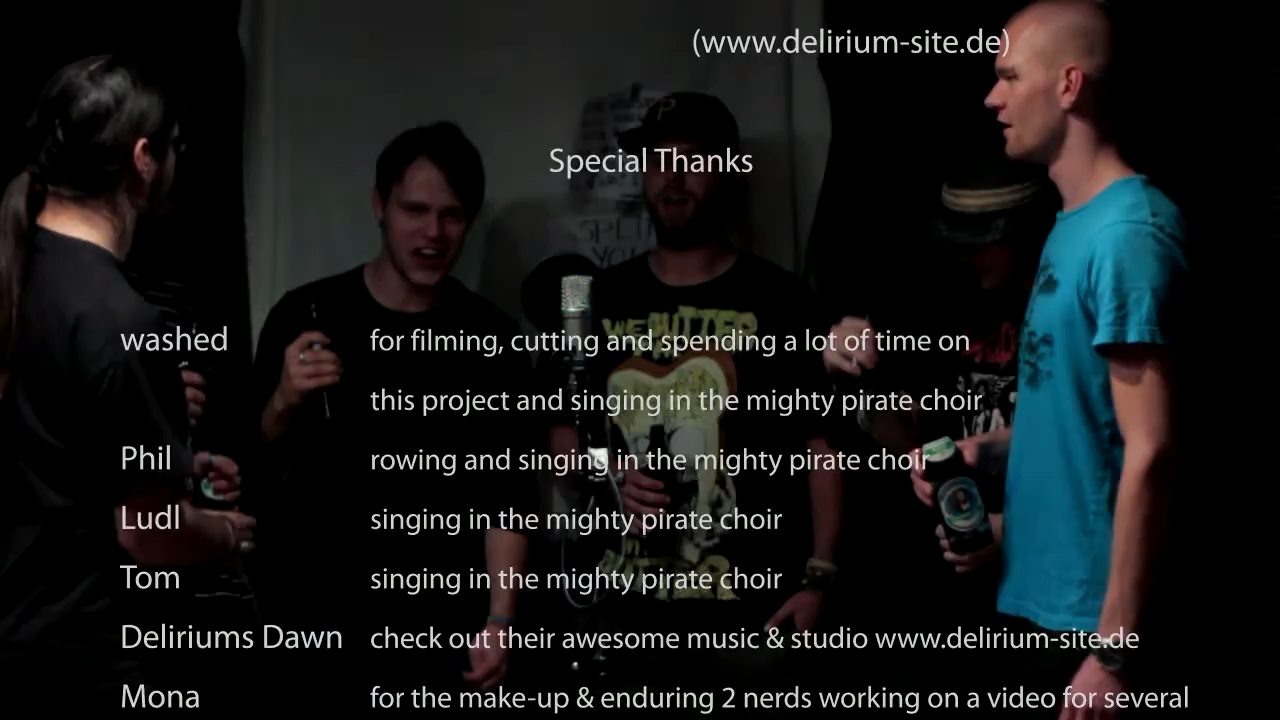 (www.delirium-site.de)
Special Thanks
washed for filming, cutting and spending a lot of time on
this project and singing in the mighty pirate choir
Phil rowing and singing in the mighty pirate choir
Ludl singing in the mighty pirate choir
Tom singing in the mighty pirate choir
Deliriums Dawn check out their awesome music & studio www.delirium-site.de
Mona for the make-up & enduring 2 nerds working on a video for several
P
WE BUTTER